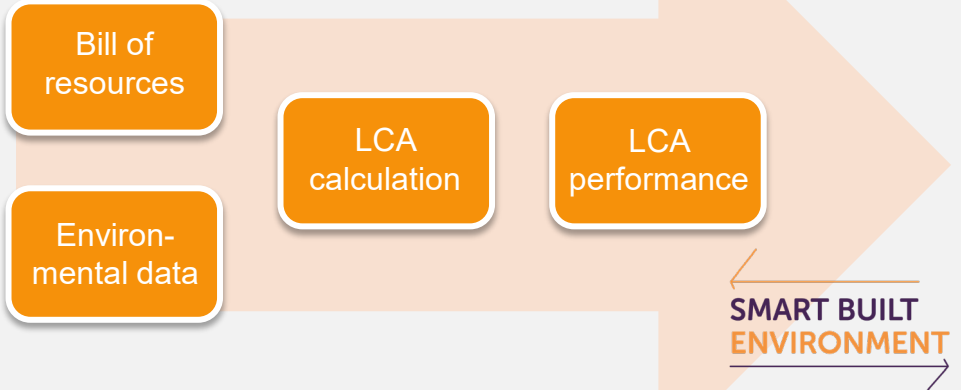 Bill of
resources
Environ-
mental data
LCA
calculation
LCA
performance
SMART BUILT
ENVIRONMENT